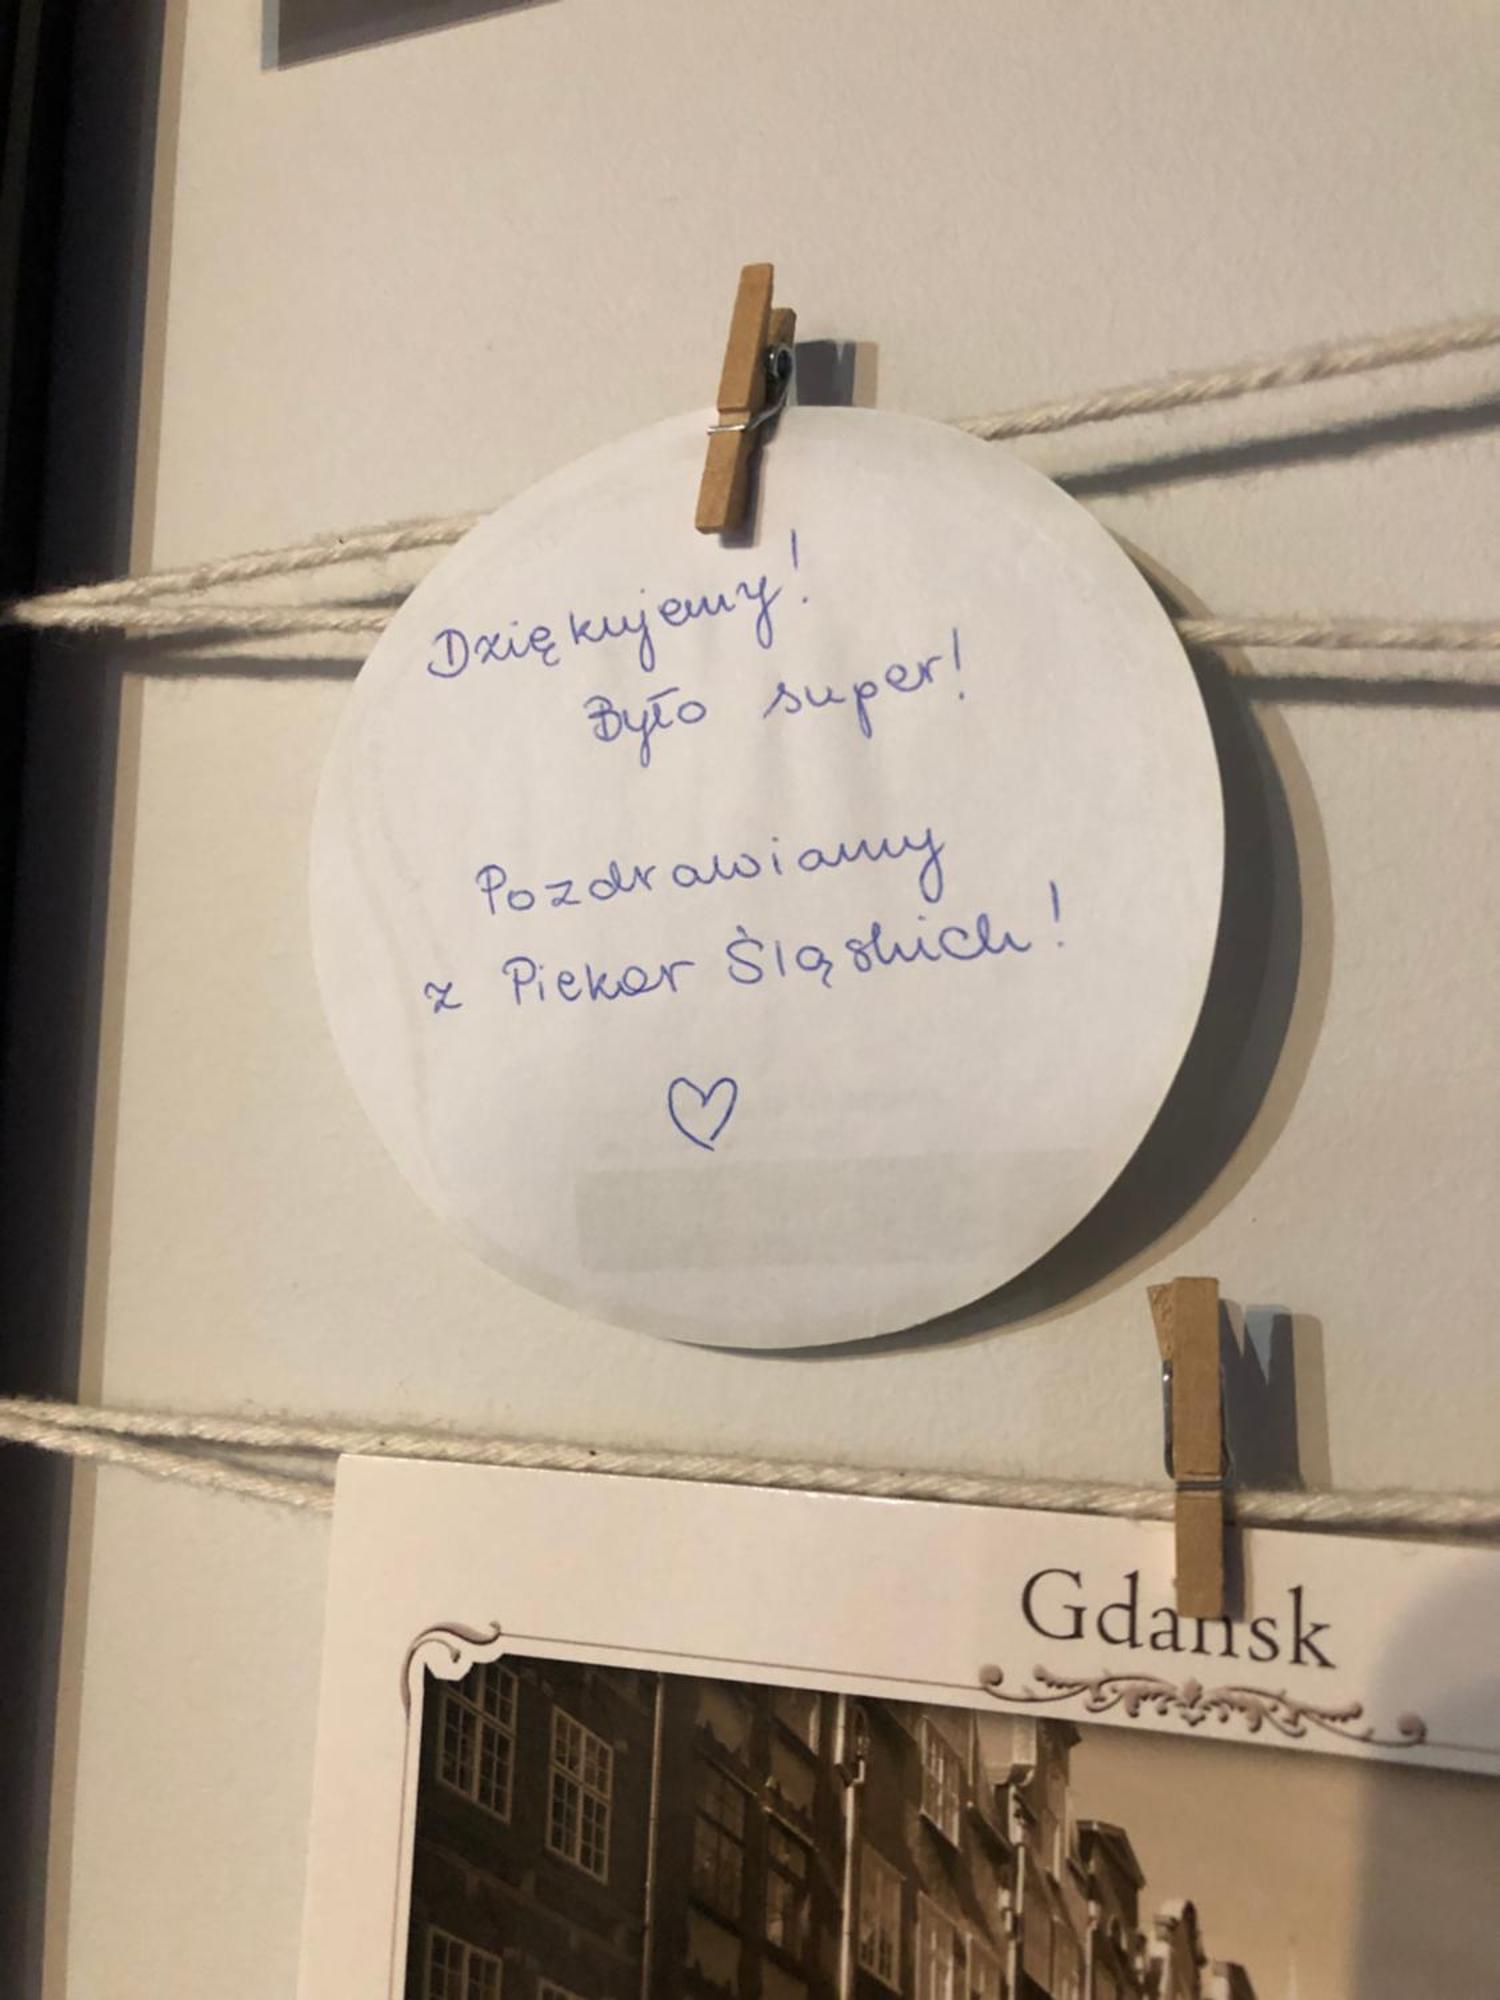 Dziękujemy!
Było super!
Pozdrawiamy
z Piekar Śląskich!
Gdansk